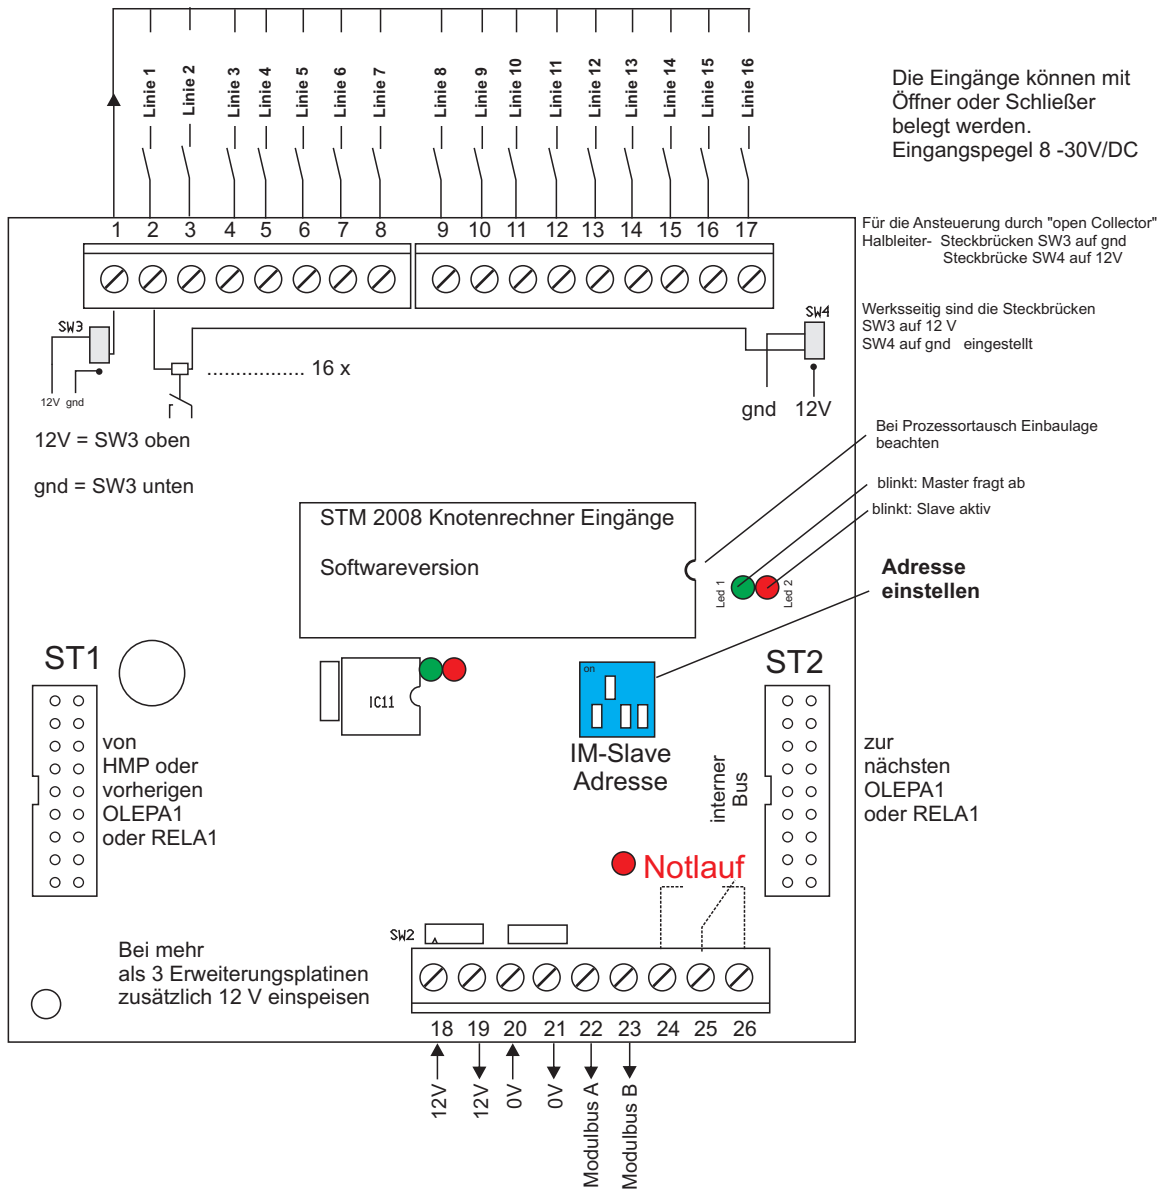 Linie 1
Linie 2
Linie 3
Linie 4
Linie 5
Linie 6
Linie 7
Linie 8
Linie 9
Linie 10
Linie 11
Linie 12
Linie 13
Linie 14
Linie 15
Linie 16
Die Eingänge können mit
Öffner oder Schließer
belegt werden.
Eingangspegel 8 -30V/DC
1 2 3 4 5 6 7 8 9 10 11 12 13 14 15 16 17
Für die Ansteuerung durch "open Collector"
Halbleiter- Steckbrücken SW3 auf gnd
Steckbrücke SW4 auf 12V
Werksseitig sind die Steckbrücken
SW3 auf 12 V
SW4 auf gnd eingestellt
SW3
SW4
................. 16 x
12V gnd
gnd 12V
12V = SW3 oben
gnd = SW3 unten
Bei Prozessortausch Einbaulage
beachten
blinkt: Master fragt ab
blinkt: Slave aktiv
STM 2008 Knotenrechner Eingänge
Softwareversion
Led 1
Led 2
Adresse
einstellen
ST1
IC11
on
IM-Slave
Adresse
ST2
von
HMP oder
vorherigen
OLEPA1
oder RELA1
interner
Bus
zur
nächsten
OLEPA1
oder RELA1
Notlauf
SW2
Bei mehr
als 3 Erweiterungsplatinen
zusätzlich 12 V einspeisen
18 19 20 21 22 23 24 25 26
12V
12V
0V
0V
Modulbus A
Modulbus B